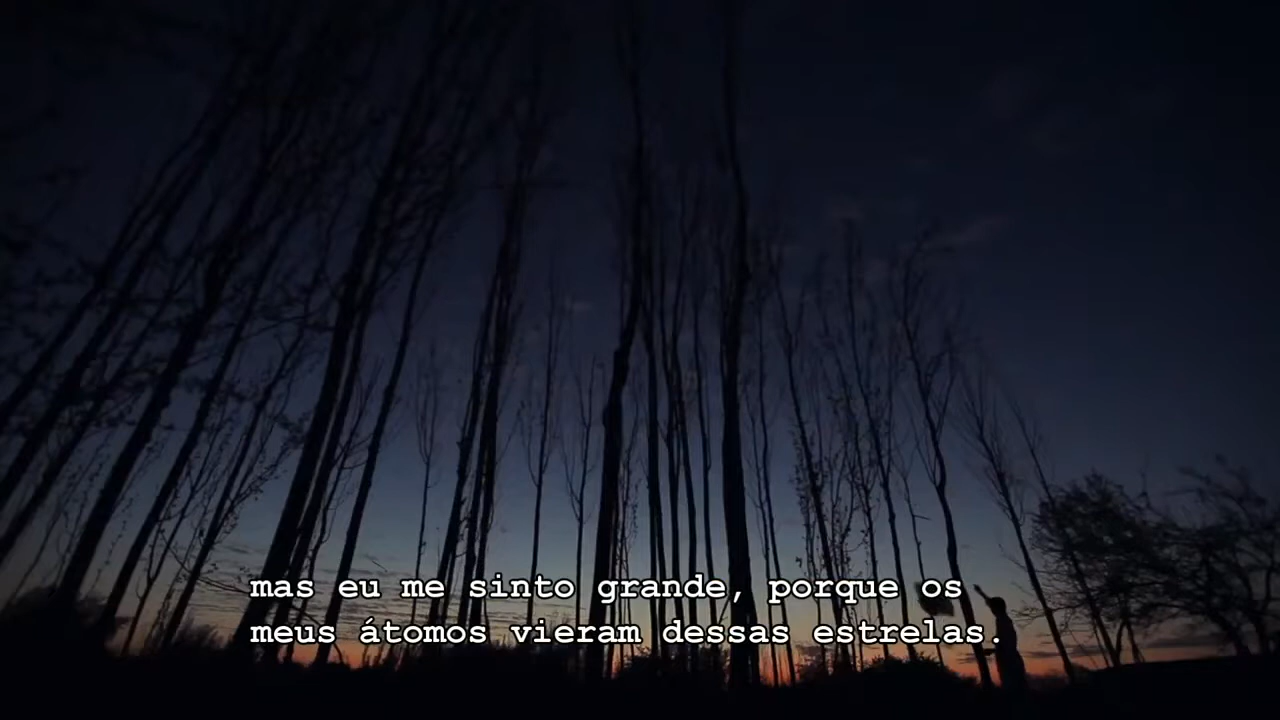 mas eu me sinto grande, porque os
meus átomos vieram dessas estrelas.